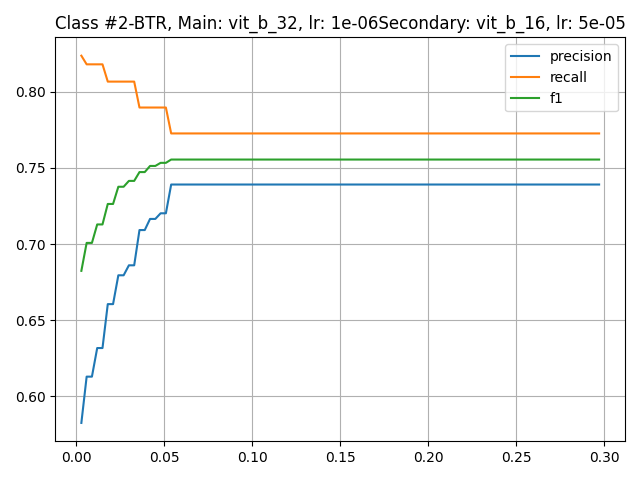 Class #2-BTR, Main: vit_b_32, lr: 1e-06Secondary: vit_b_16, lr: 5e-05
precision
recall
f1
0.80
0.75
0.70
0.65
0.60
0.00 0.05 0.10 0.15 0.20 0.25 0.30